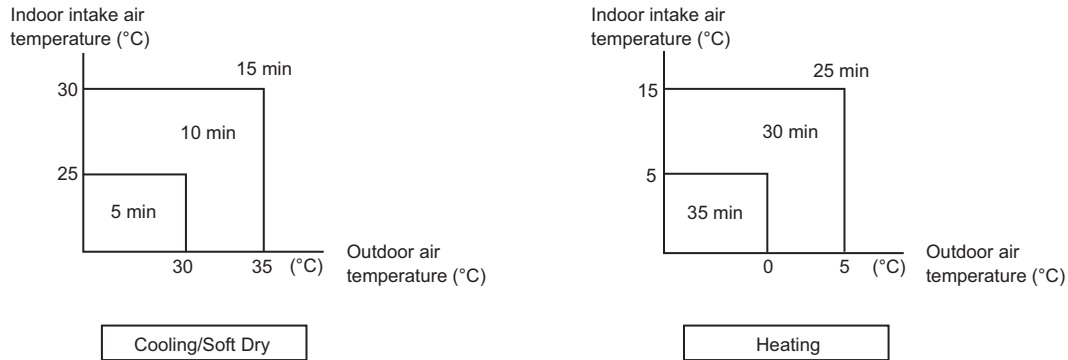 Indoor intake air
temperature (°C)
15 min
30
10 min
25
5 min
30 35 (°C)
Outdoor air
temperature (°C)
Cooling/Soft Dry
Indoor intake air
temperature (°C)
25 min
15
30 min
5
35 min
0 5 (°C)
Outdoor air
temperature (°C)
Heating